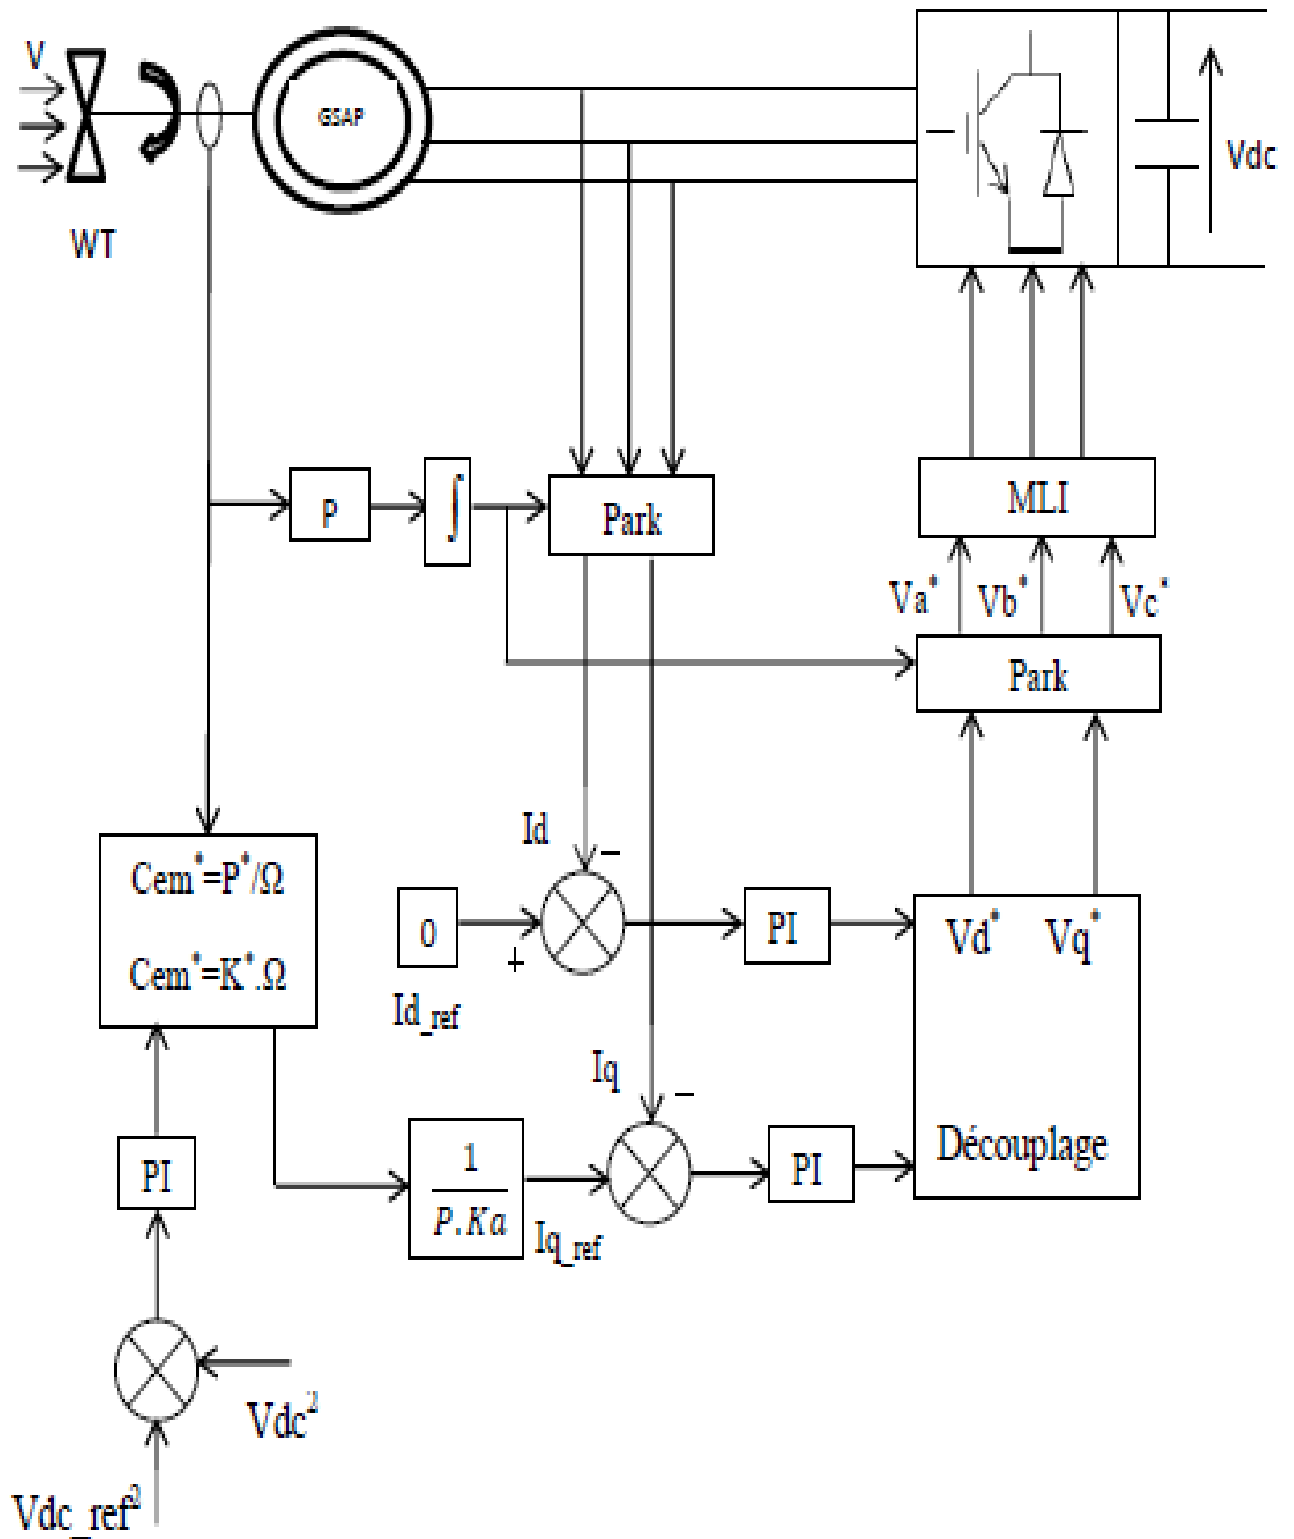 V
GSAP
Vdc
WT
p
∫
Park
MLI
Va* Vb* Vc*
Park
Id
−
Cem*=P*/Ω
Cem*=K*.Ω
0
+
PI
Vd* Vq*
Id_ref
Iq
−
Découplage
PI
1
P.Ka
PI
Iq_ref
Vdc²
Vdc_ref²